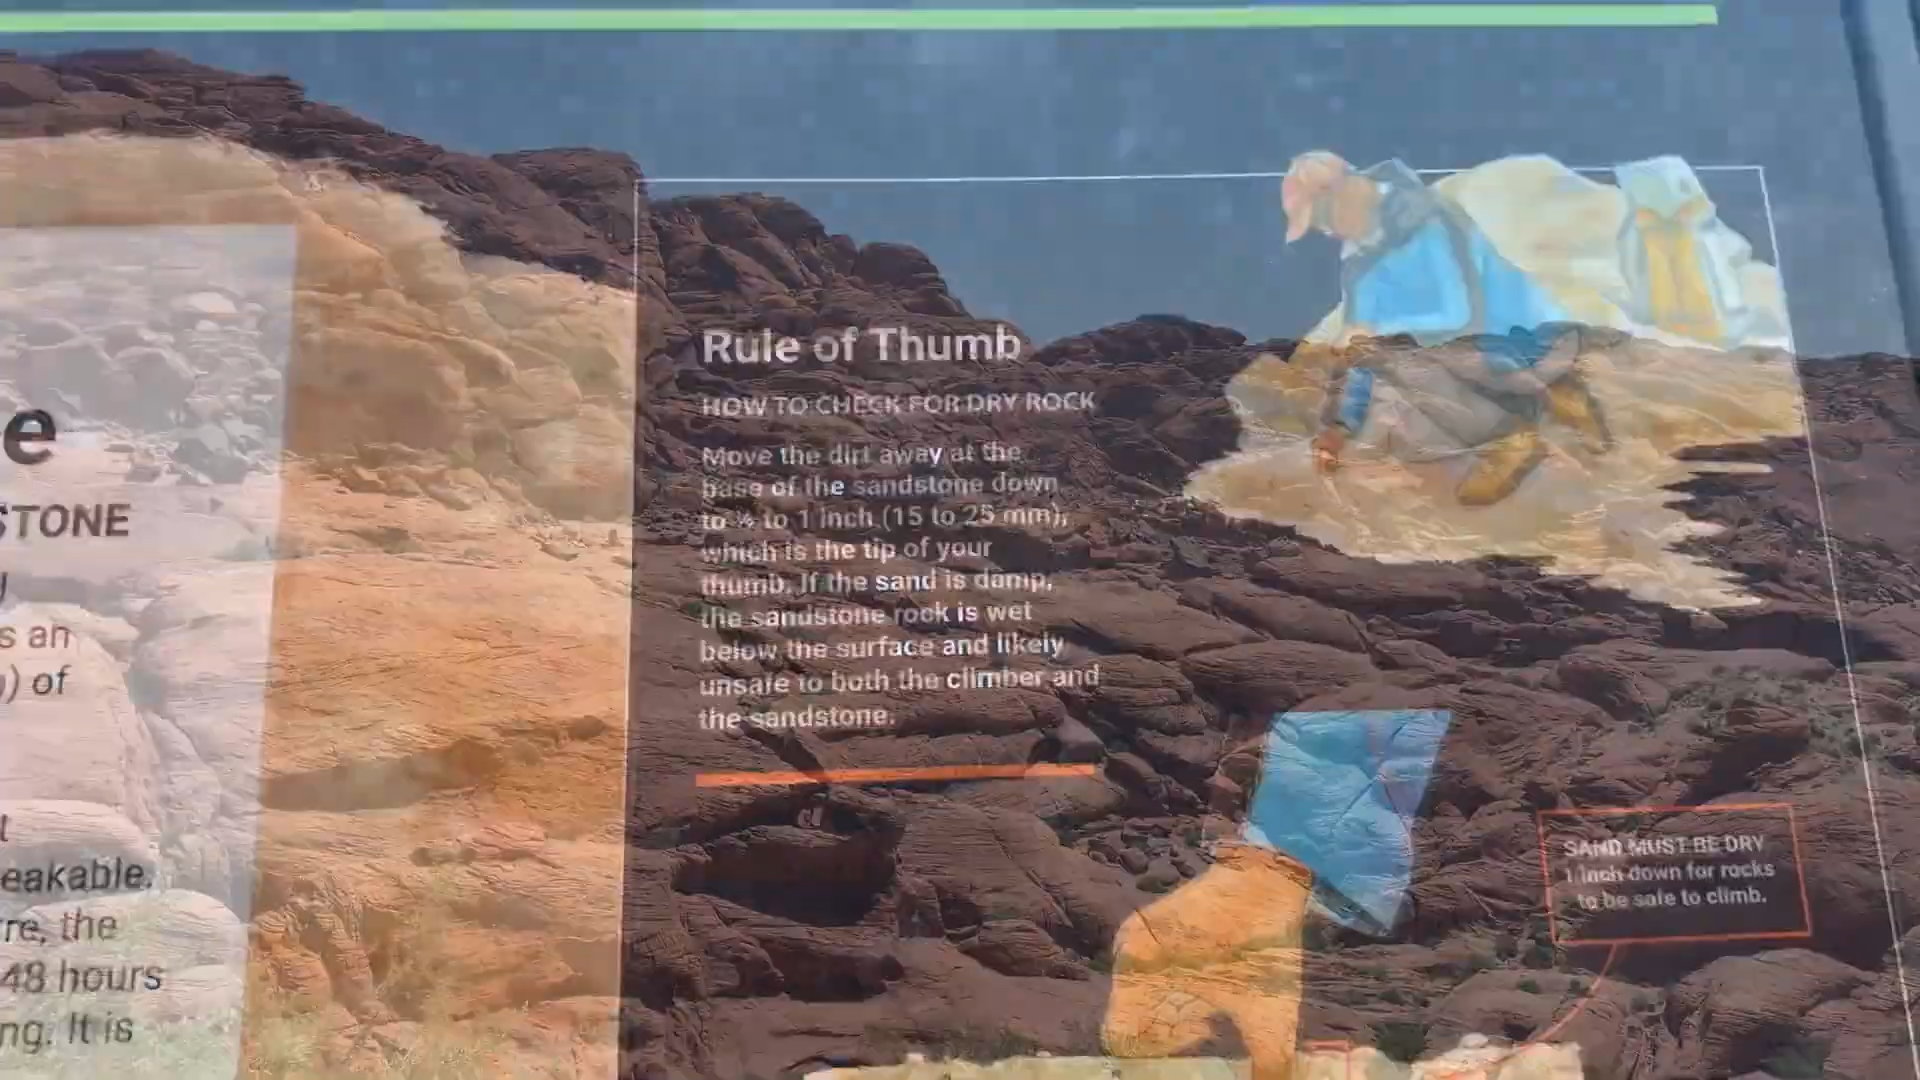 e
STONE
s an
) of
eakable.
re, the
48 hours
ng. It is
Rule of Thumb
HOW TO CHECK FOR DRY ROCK
Move the dirt away at the
base of the sandstone down
to to 1 inch (15 to 25 mm),
which is the tip of your
thumb. If the sand is damp,
the sandstone rock is wet
below the surface and likely
unsafe to both the climber and
the sandstone.
SAND MUST BE DRY
1 inch down for rocks
to be safe to climb.